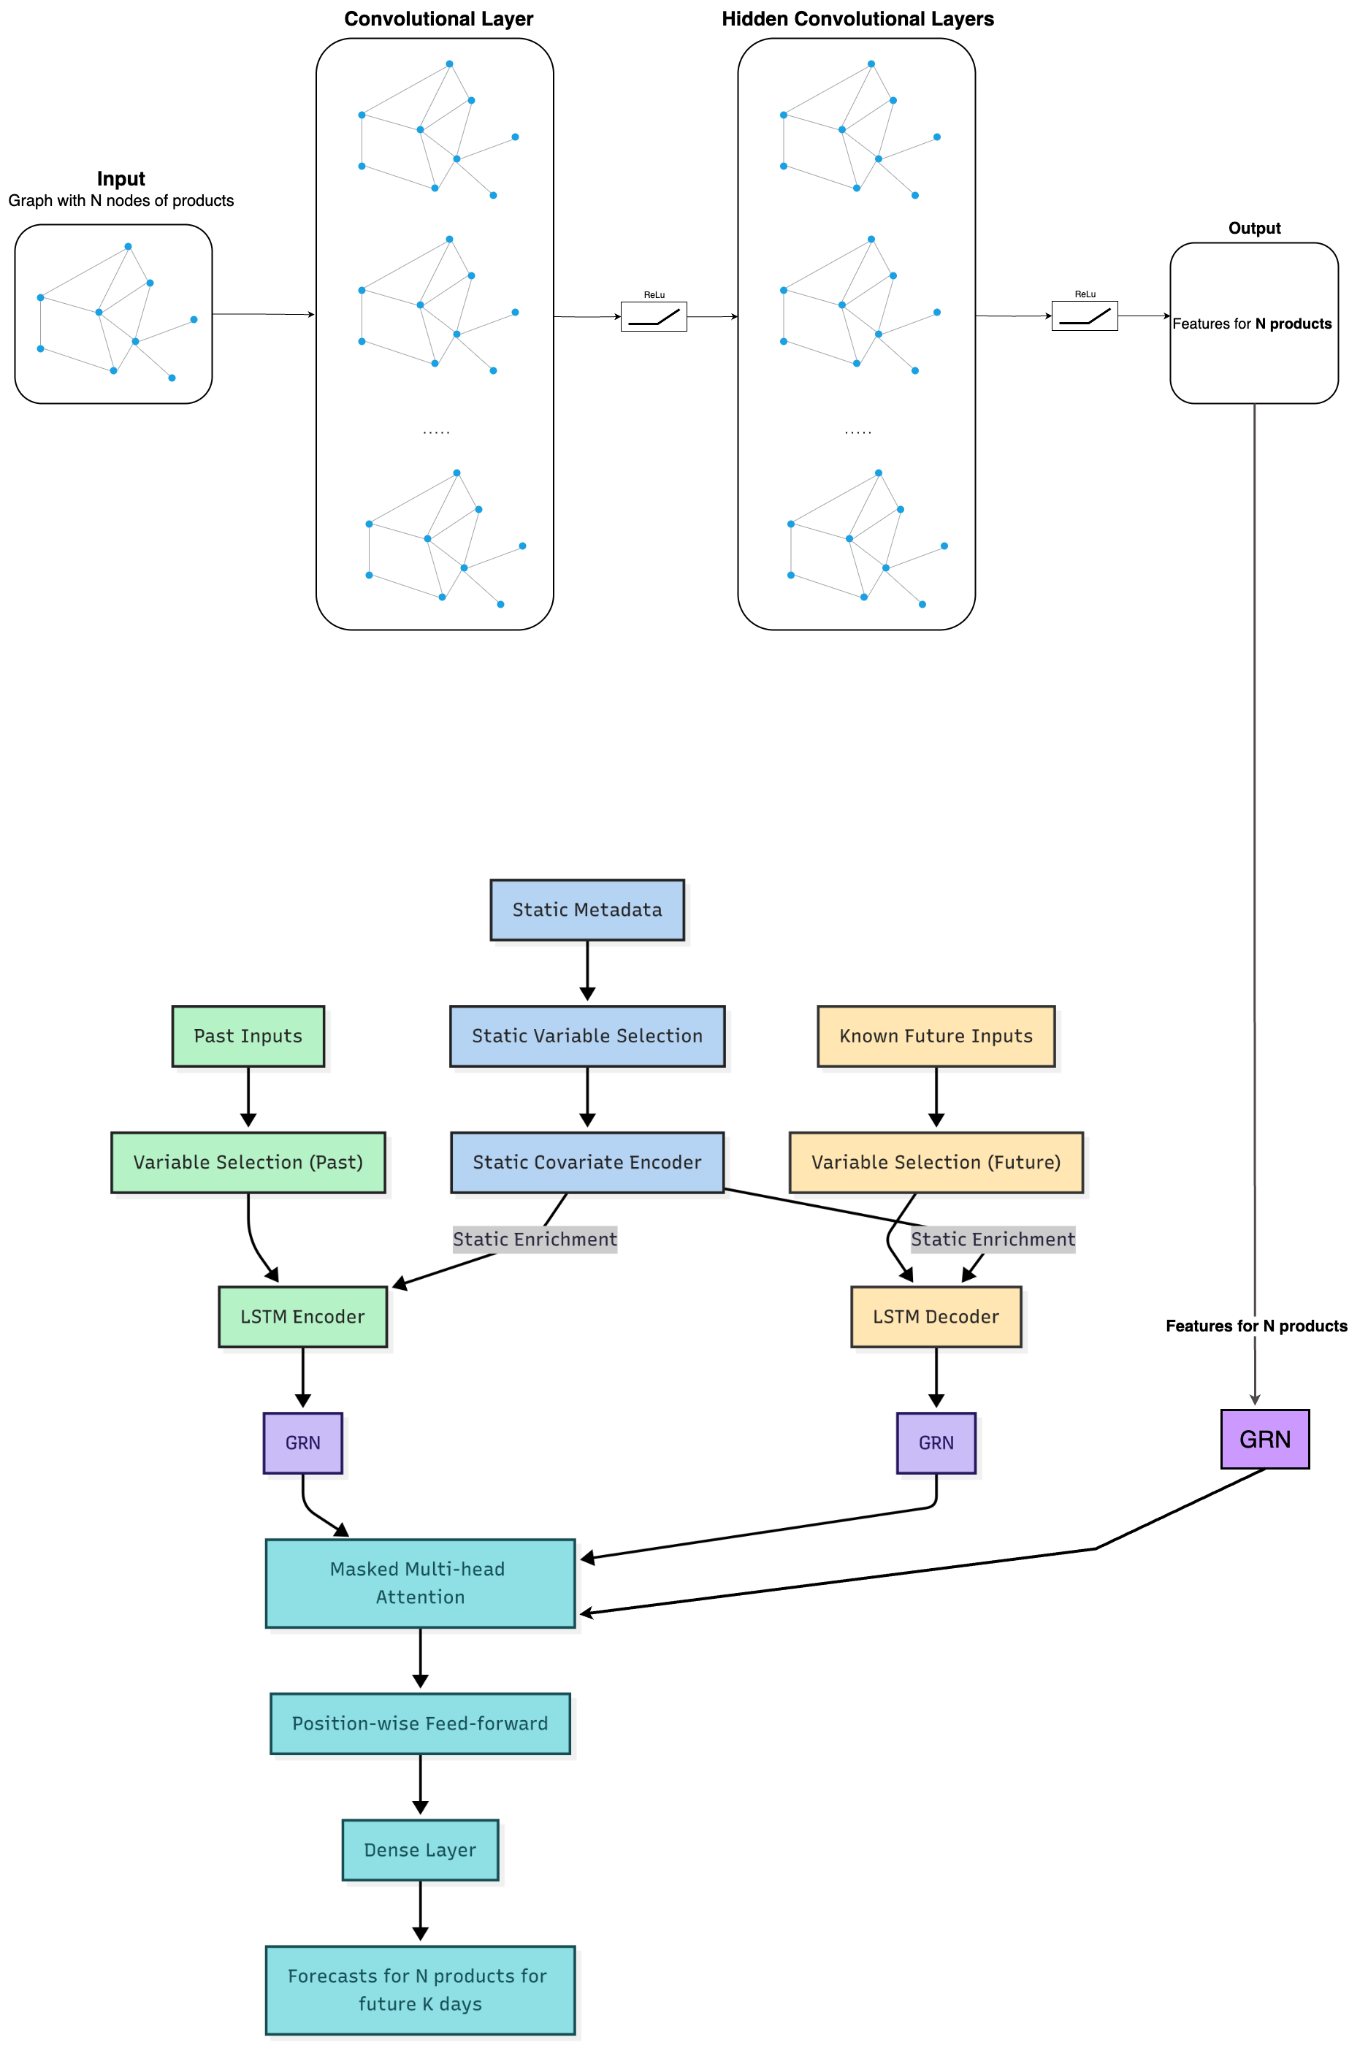 Convolutional Layer
Hidden Convolutional Layers
Input
Graph with N nodes of products
Output
ReLu
ReLu
Features for N products
.....
.....
Static Metadata
Past Inputs
Static Variable Selection
Known Future Inputs
Variable Selection (Past)
Static Covariate Encoder
Variable Selection (Future)
Static Enrichment
Static Enrichment
LSTM Encoder
LSTM Decoder
Features for N products
GRN
GRN
GRN
Masked Multi-head
Attention
Position-wise Feed-forward
Dense Layer
Forecasts for N products for
future K days